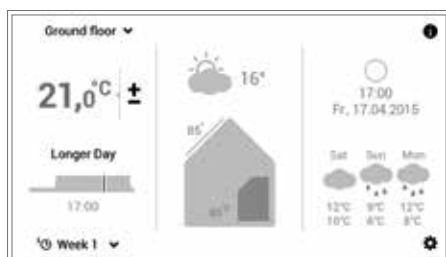 Ground floor
21,0°C ±
Longer Day
17:00
Week 1
16°
85°
17:00
Fr, 17.04.2015
Sat Sun Mon
12°C 9°C 12°C
10°C 6°C 8°C